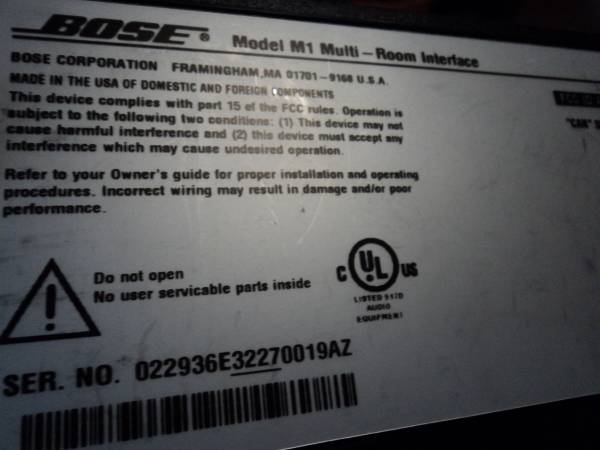 BOSE ® Model M1 Multi-Room Interface
BOSE CORPORATION FRAMINGHAM, MA 01701-9168 U.S.A.
MADE IN THE USA OF DOMESTIC AND FOREIGN COMPONENTS
This device complies with part 15 of the FCC rules. Operation is
subject to the following two conditions: (1) This device may not
cause harmful interference and (2) this device must accept any
interference which may cause undesired operation.
"CAN"
Refer to your Owner's guide for proper installation and operating
procedures. Incorrect wiring may result in damage and/or poor
performance.
Do not open
No user servicable parts inside
C UL US
LISTED 917D
AUDIO
EQUIPMENT
SER. NO. 022936E32270019AZ